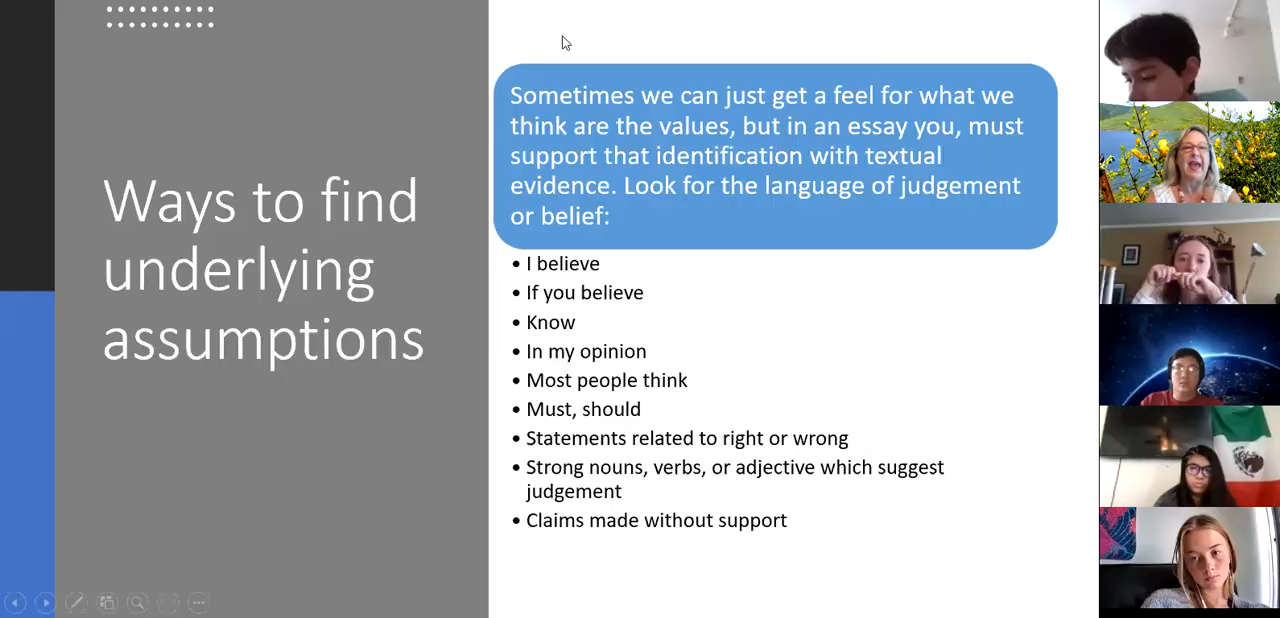 Ways to find
underlying
assumptions
Sometimes we can just get a feel for what we
think are the values, but in an essay you, must
support that identification with textual
evidence. Look for the language of judgement
or belief:
• I believe
• If you believe
• Know
• In my opinion
• Most people think
• Must, should
• Statements related to right or wrong
• Strong nouns, verbs, or adjective which suggest
judgement
• Claims made without support